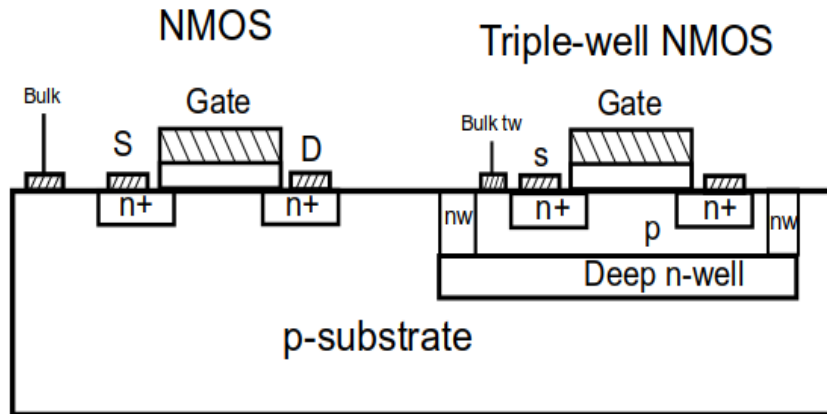 NMOS
Triple-well NMOS
Bulk
Gate
S
D
Bulk tw
s
Gate
n+
n+
nw
n+
p
n+
nw
Deep n-well
p-substrate